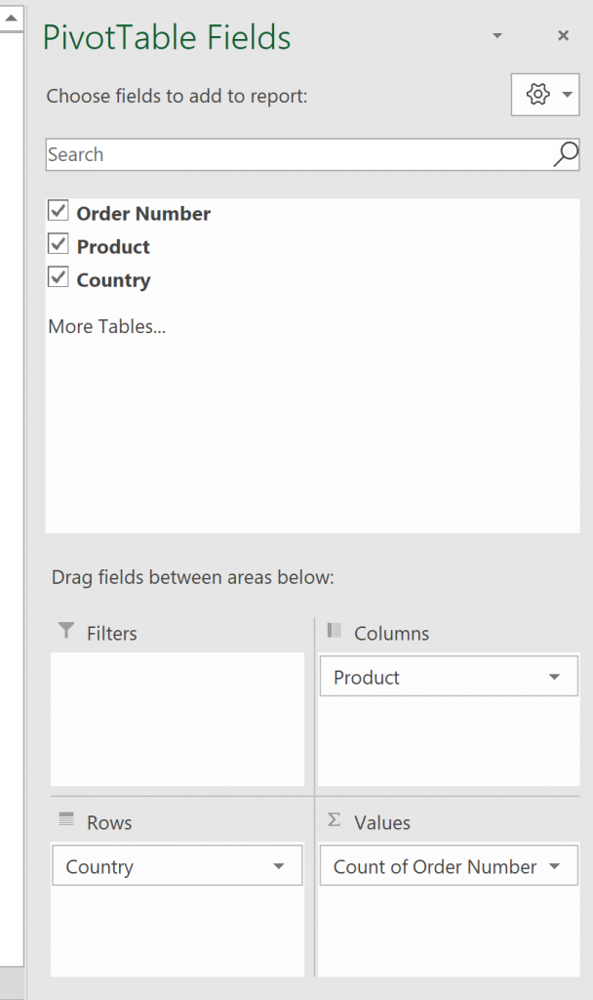 PivotTable Fields
Choose fields to add to report:
Search
Order Number
Product
Country
More Tables...
Drag fields between areas below:
Filters
Columns
Product
Rows
Values
Country
Count of Order Number